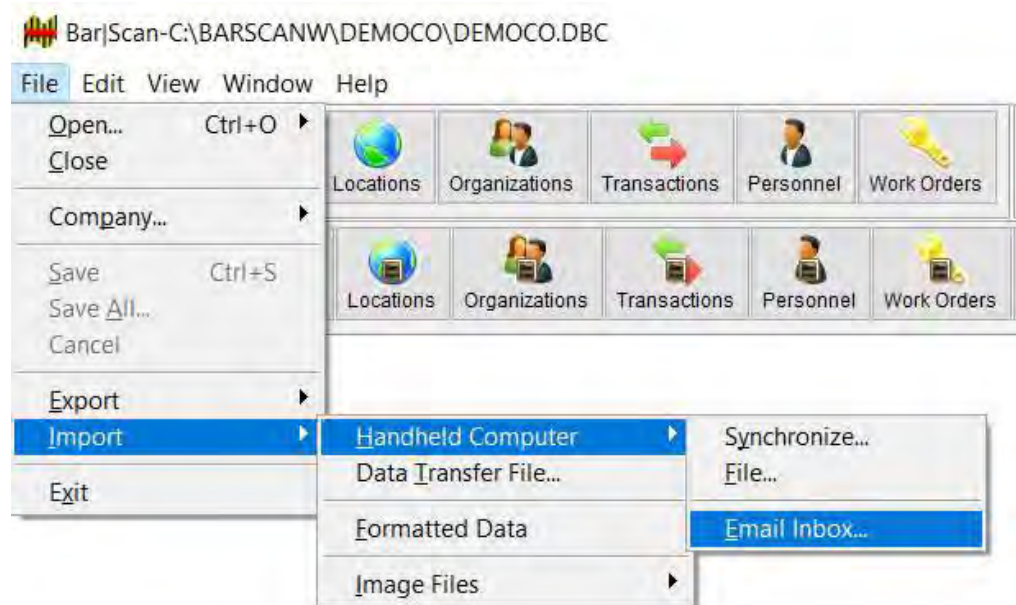 Bar|Scan-C:\BARSCANW\DEMOCO\DEMOCO.DBC
File Edit View Window Help
Open... Ctrl+O
Close
Company...
Save Ctrl+S
Save All...
Cancel
Export
Import
Exit
Locations Organizations Transactions Personnel Work Orders
Locations Organizations Transactions Personnel Work Orders
Handheld Computer
Data Transfer File...
Formatted Data
Image Files
Synchronize...
File...
Email Inbox...